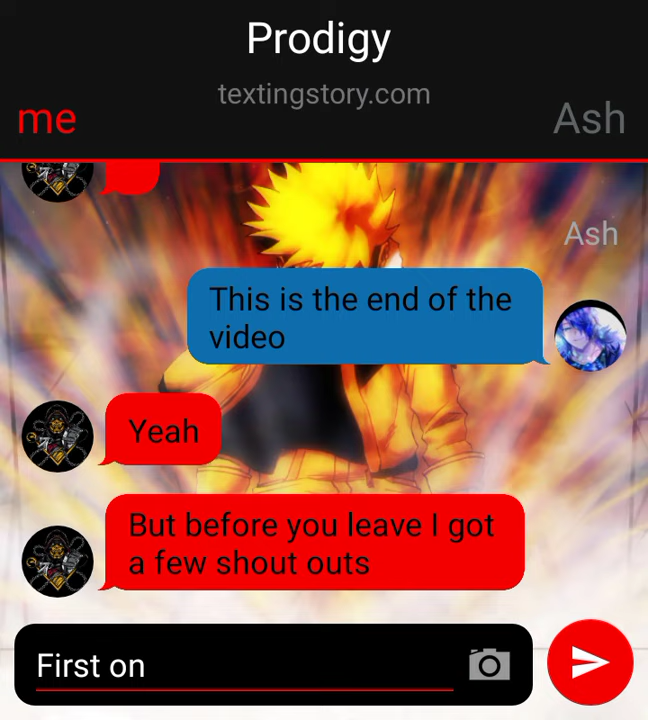 Prodigy
textingstory.com
me
Ash
Ash
This is the end of the
video
Yeah
But before you leave I got
a few shout outs
First on